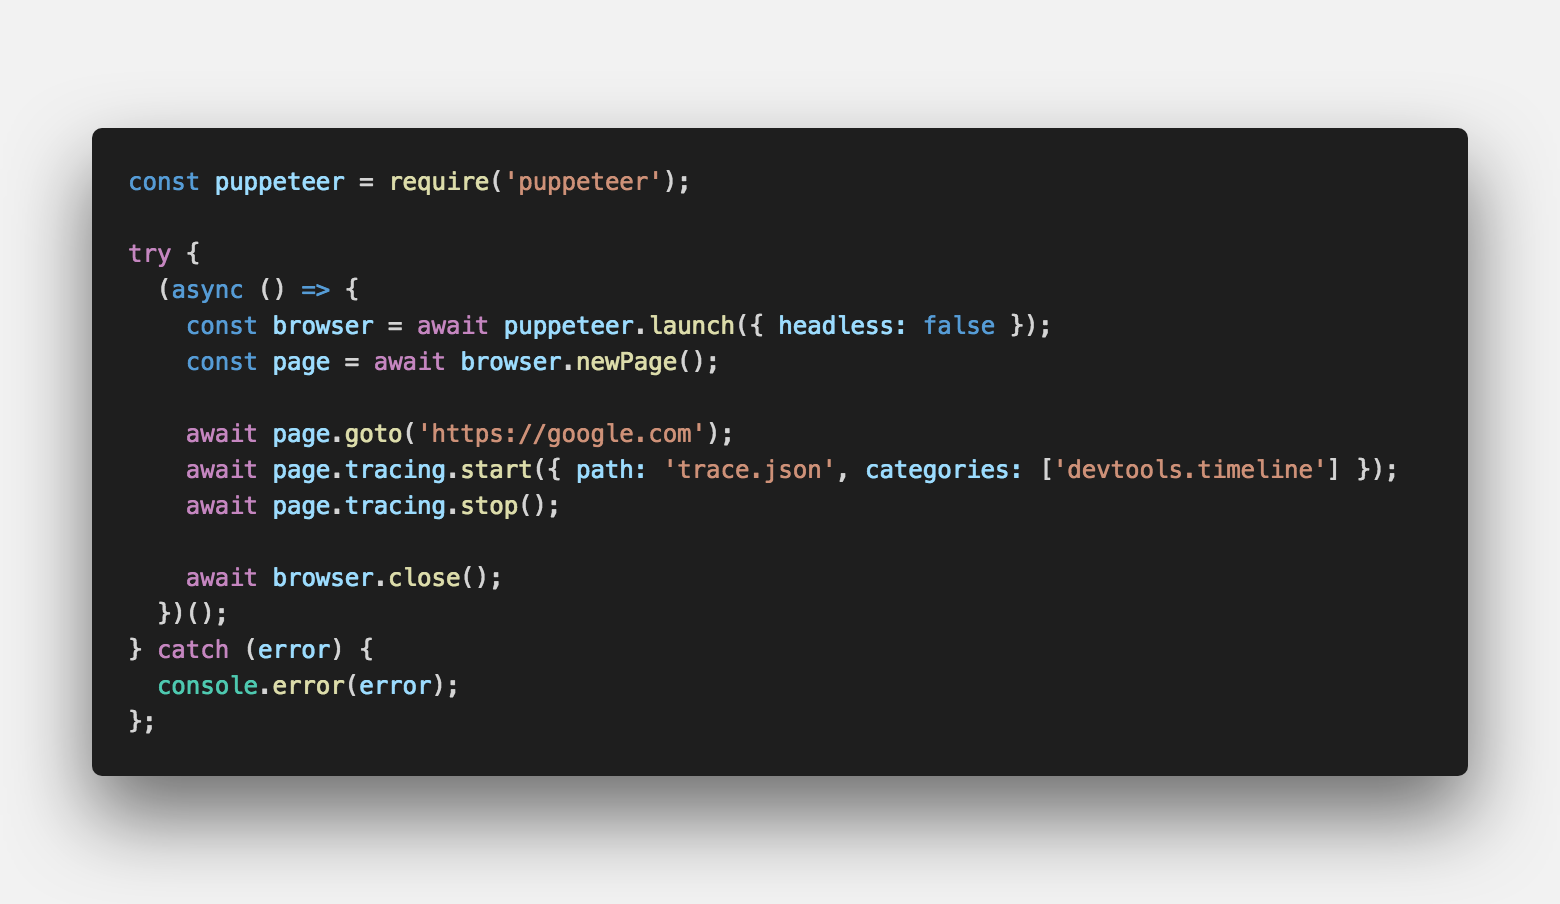 const puppeteer = require('puppeteer');

try {
  (async () => {
    const browser = await puppeteer.launch({ headless: false });
    const page = await browser.newPage();

    await page.goto('https://google.com');
    await page.tracing.start({ path: 'trace.json', categories: ['devtools.timeline'] });
    await page.tracing.stop();

    await browser.close();
  })();
} catch (error) {
  console.error(error);
};